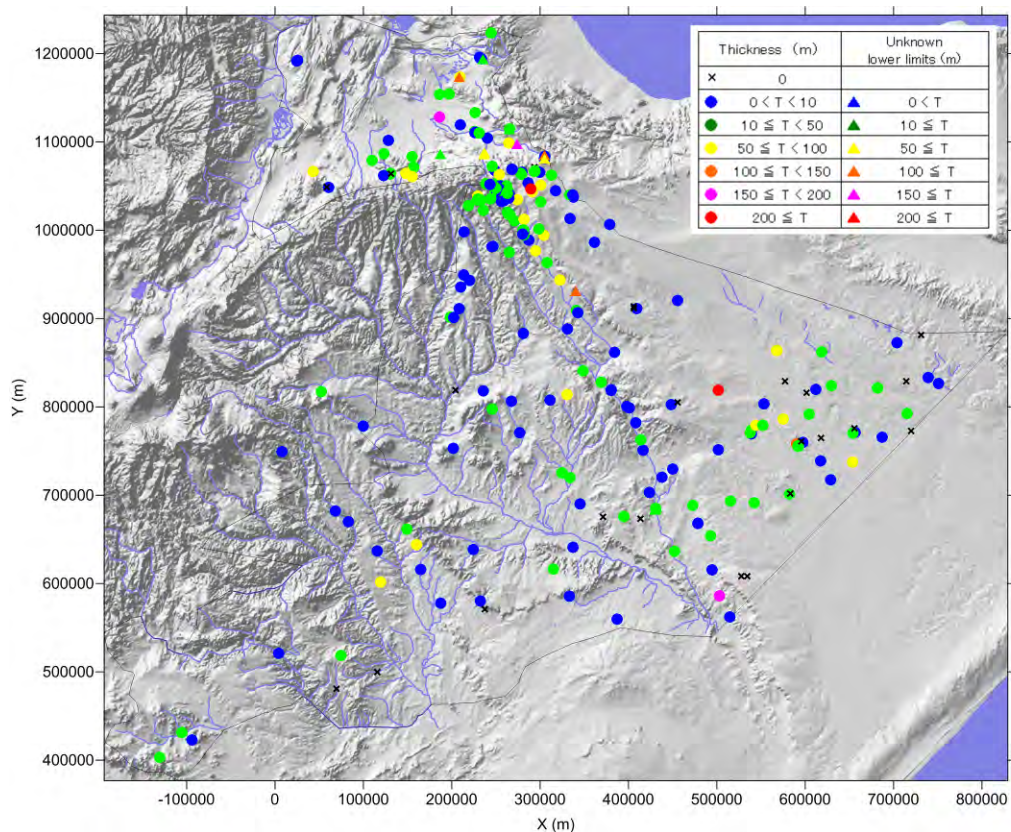 Thickness (m) Unknown lower limits (m)
× 0
0 < T < 10 0 < T
10 ≦ T < 50 10 ≦ T
50 ≦ T < 100 50 ≦ T
100 ≦ T < 150 100 ≦ T
150 ≦ T < 200 150 ≦ T
200 ≦ T 200 ≦ T
1200000
1100000
1000000
900000
800000
700000
600000
500000
400000
Y (m)
-100000 0 100000 200000 300000 400000 500000 600000 700000 800000
X (m)